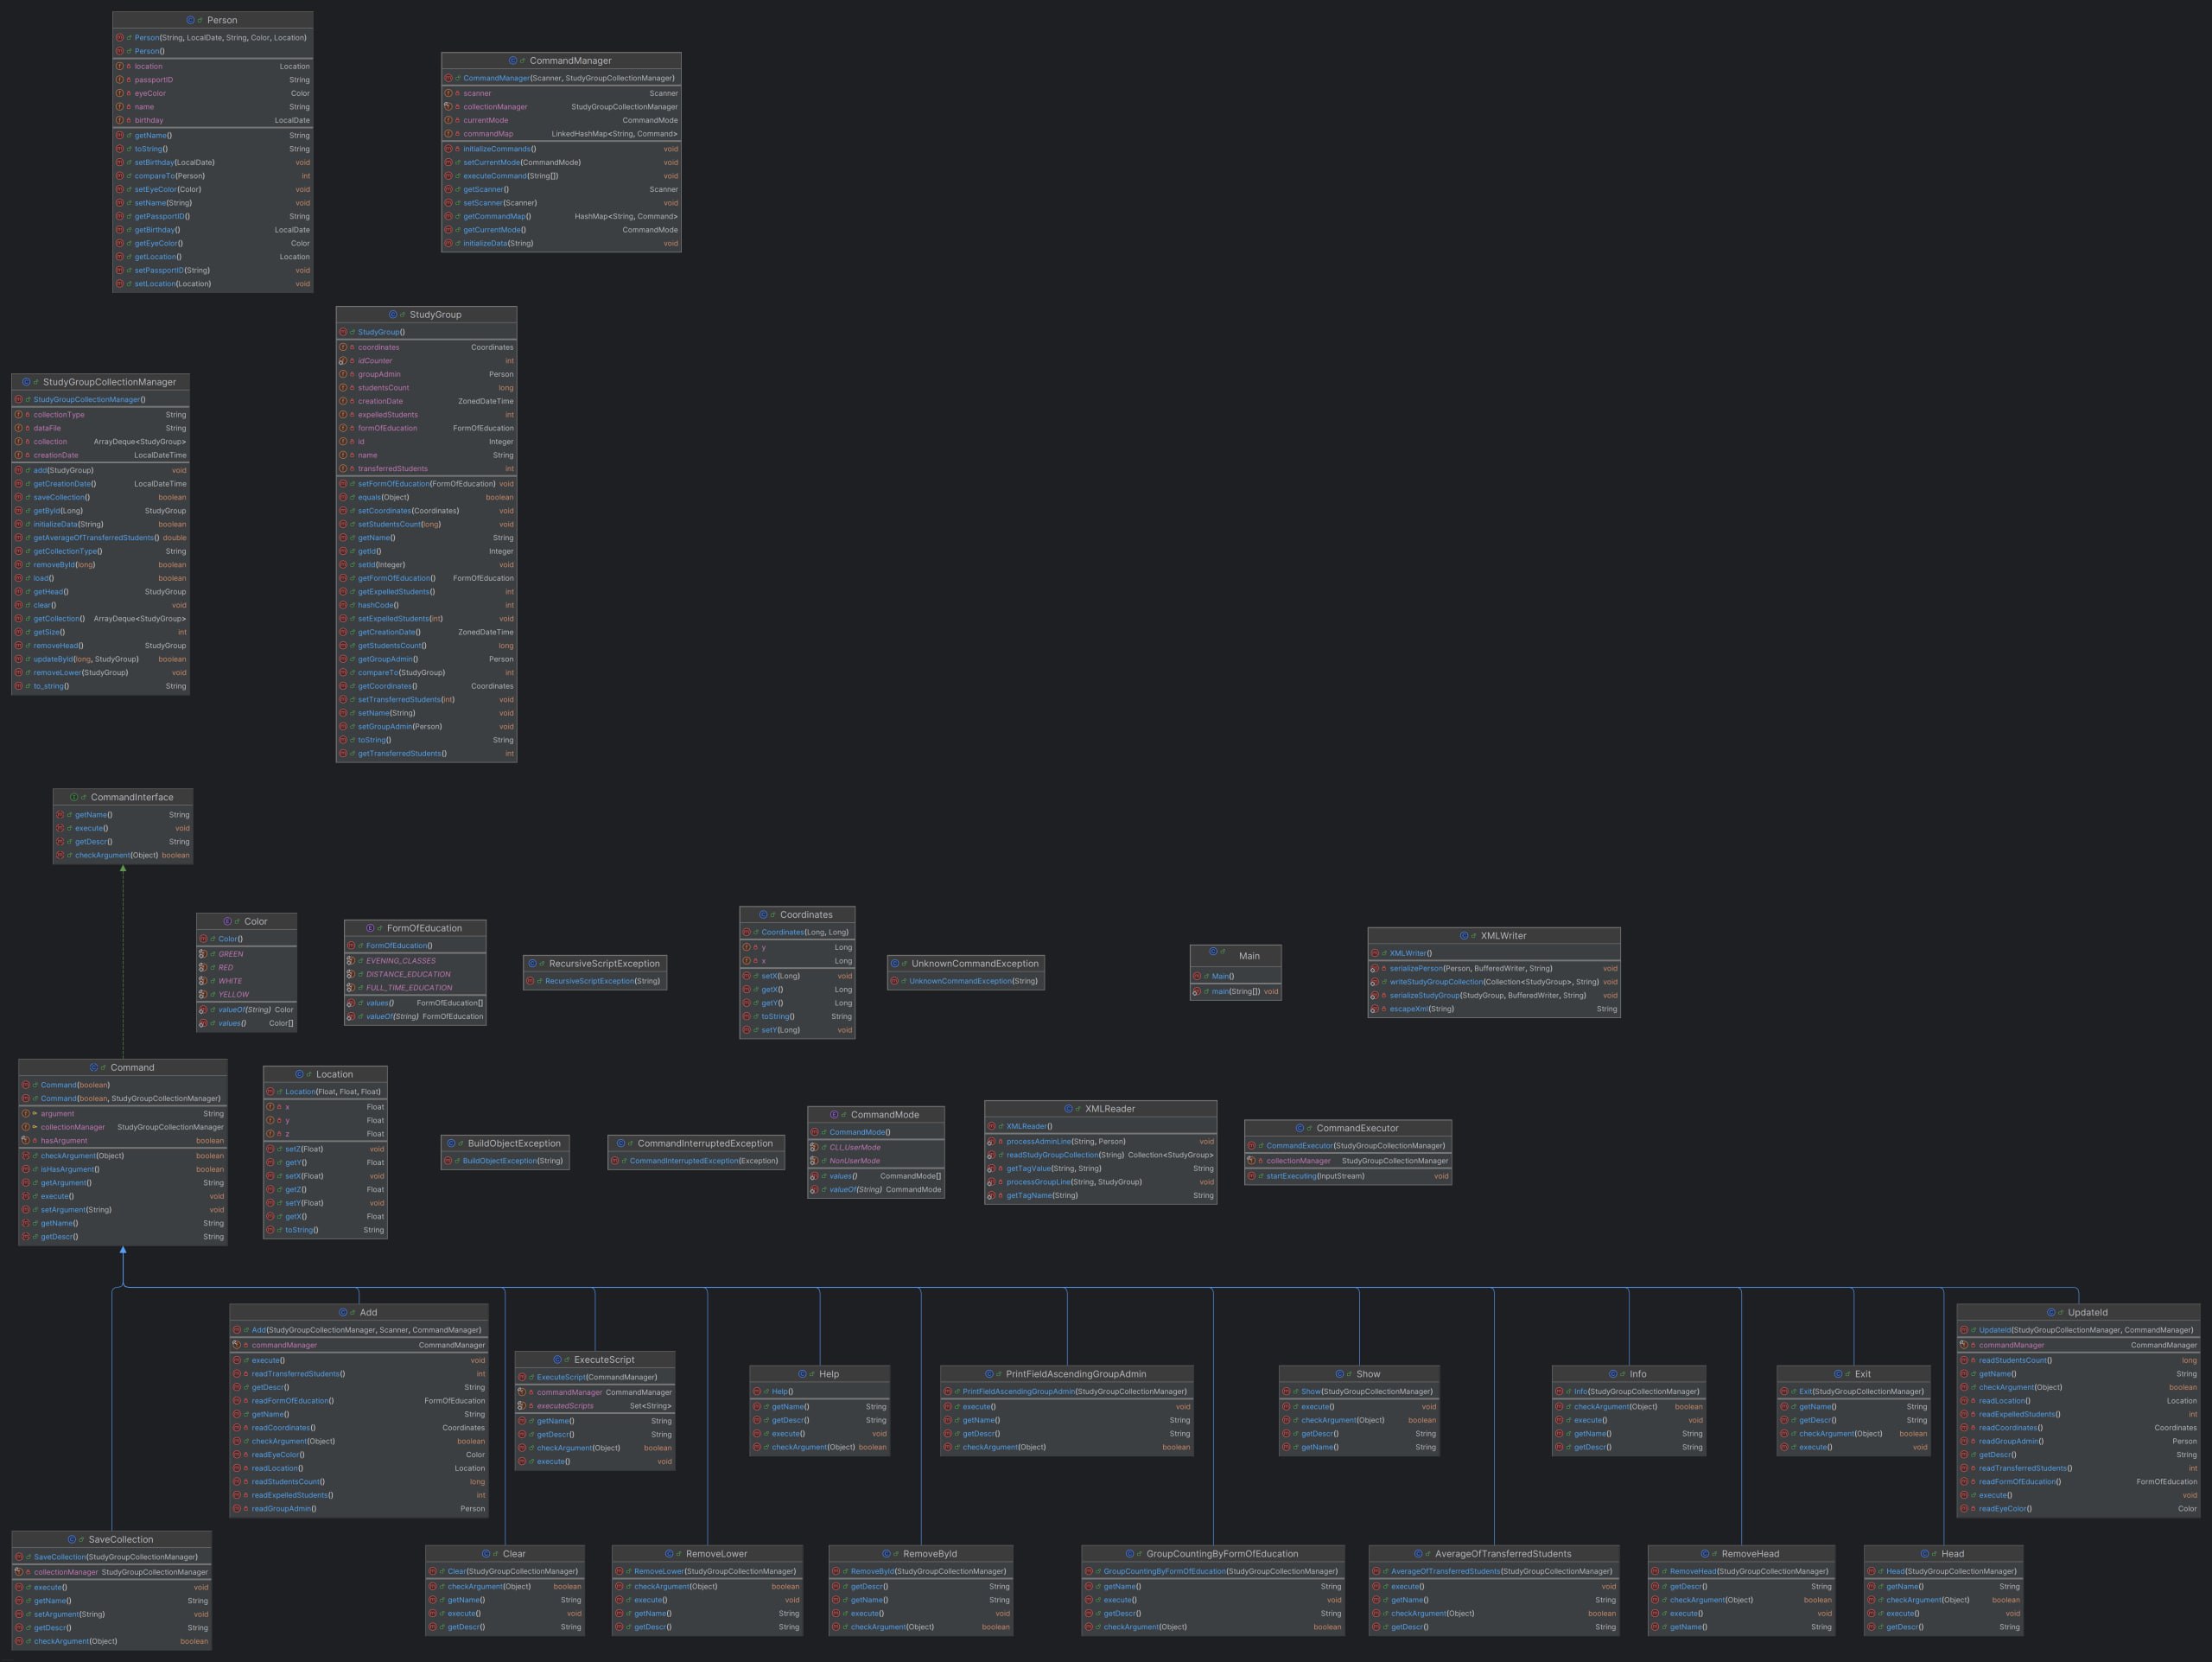 Person
Person(String, LocalDate, String, Color, Location)
Person()
location Location
passportID String
eyeColor Color
name String
birthday LocalDate
getName() String
toString() String
setBirthday(LocalDate) void
compareTo(Person) int
setEyeColor(Color) void
setName(String) void
getPassportID() String
getBirthday() LocalDate
getEyeColor() Color
getLocation() Location
setPassportID(String) void
setLocation(Location) void
CommandManager
CommandManager(Scanner, StudyGroupCollectionManager)
scanner Scanner
collectionManager StudyGroupCollectionManager
currentMode CommandMode
commandMap LinkedHashMap<String, Command>
initializeCommands() void
setCurrentMode(CommandMode) void
executeCommand(String[]) void
getScanner() Scanner
setScanner(Scanner) void
getCommandMap() HashMap<String, Command>
getCurrentMode() CommandMode
initializeData(String) void
StudyGroup
StudyGroup()
coordinates Coordinates
idCounter int
groupAdmin Person
studentsCount long
creationDate ZonedDateTime
expelledStudents int
formOfEducation FormOfEducation
id Integer
name String
transferredStudents int
setFormOfEducation(FormOfEducation) void
equals(Object) boolean
setCoordinates(Coordinates) void
setStudentsCount(long) void
getName() String
getId() Integer
setId(Integer) void
getFormOfEducation() FormOfEducation
getExpelledStudents() int
hashCode() int
setExpelledStudents(int) void
getCreationDate() ZonedDateTime
getStudentsCount() long
getGroupAdmin() Person
compareTo(StudyGroup) int
getCoordinates() Coordinates
setTransferredStudents(int) void
setName(String) void
setGroupAdmin(Person) void
toString() String
getTransferredStudents() int
StudyGroupCollectionManager
StudyGroupCollectionManager()
collectionType String
dataFile String
collection ArrayDeque<StudyGroup>
creationDate LocalDateTime
add(StudyGroup) void
getCreationDate() LocalDateTime
saveCollection() boolean
getById(Long) StudyGroup
initializeData(String) boolean
getAverageOfTransferredStudents() double
getCollectionType() String
removeById(long) boolean
load() boolean
getHead() StudyGroup
clear() void
getCollection() ArrayDeque<StudyGroup>
getSize() int
removeHead() StudyGroup
updateById(long, StudyGroup) boolean
removeLower(StudyGroup) void
to_string() String
CommandInterface
getName() String
execute() void
getDescr() String
checkArgument(Object) boolean
Color
Color()
GREEN
RED
WHITE
YELLOW
valueOf(String) Color
values() Color[]
FormOfEducation
FormOfEducation()
EVENING_CLASSES
DISTANCE_EDUCATION
FULL_TIME_EDUCATION
values() FormOfEducation[]
valueOf(String) FormOfEducation
RecursiveScriptException
RecursiveScriptException(String)
Coordinates
Coordinates(Long, Long)
y Long
x Long
setX(Long) void
getX() Long
getY() Long
toString() String
setY(Long) void
UnknownCommandException
UnknownCommandException(String)
Main
Main()
main(String[]) void
XMLWriter
XMLWriter()
serializePerson(Person, BufferedWriter, String) void
writeStudyGroupCollection(Collection<StudyGroup>, String) void
serializeStudyGroup(StudyGroup, BufferedWriter, String) void
escapeXml(String) String
Command
Command(boolean)
Command(boolean, StudyGroupCollectionManager)
argument String
collectionManager StudyGroupCollectionManager
hasArgument boolean
checkArgument(Object) boolean
isHasArgument() boolean
getArgument() String
execute() void
setArgument(String) void
getName() String
getDescr() String
Location
Location(Float, Float, Float)
x Float
y Float
z Float
setZ(Float) void
getY() Float
setX(Float) void
getZ() Float
setY(Float) void
getX() Float
toString() String
BuildObjectException
BuildObjectException(String)
CommandInterruptedException
CommandInterruptedException(Exception)
CommandMode
CommandMode()
CLI_UserMode
NonUserMode
values() CommandMode[]
valueOf(String) CommandMode
XMLReader
XMLReader()
processAdminLine(String, Person) void
readStudyGroupCollection(String) Collection<StudyGroup>
getTagValue(String, String) String
processGroupLine(String, StudyGroup) void
getTagName(String) String
CommandExecutor
CommandExecutor(StudyGroupCollectionManager)
collectionManager StudyGroupCollectionManager
startExecuting(InputStream) void
Add
Add(StudyGroupCollectionManager, Scanner, CommandManager)
commandManager CommandManager
execute() void
readTransferredStudents() int
getDescr() String
readFormOfEducation() FormOfEducation
getName() String
readCoordinates() Coordinates
checkArgument(Object) boolean
readEyeColor() Color
readLocation() Location
readStudentsCount() long
readExpelledStudents() int
readGroupAdmin() Person
ExecuteScript
ExecuteScript(CommandManager)
commandManager CommandManager
executedScripts Set<String>
getName() String
getDescr() String
checkArgument(Object) boolean
execute() void
Help
Help()
getName() String
getDescr() String
execute() void
checkArgument(Object) boolean
PrintFieldAscendingGroupAdmin
PrintFieldAscendingGroupAdmin(StudyGroupCollectionManager)
execute() void
getName() String
getDescr() String
checkArgument(Object) boolean
Show
Show(StudyGroupCollectionManager)
execute() void
checkArgument(Object) boolean
getDescr() String
getName() String
Info
Info(StudyGroupCollectionManager)
checkArgument(Object) boolean
execute() void
getName() String
getDescr() String
Exit
Exit(StudyGroupCollectionManager)
getName() String
getDescr() String
checkArgument(Object) boolean
execute() void
UpdateId
UpdateId(StudyGroupCollectionManager, CommandManager)
commandManager CommandManager
readStudentsCount() long
getName() String
checkArgument(Object) boolean
readLocation() Location
readExpelledStudents() int
readCoordinates() Coordinates
readGroupAdmin() Person
getDescr() String
readTransferredStudents() int
readFormOfEducation() FormOfEducation
execute() void
readEyeColor() Color
SaveCollection
SaveCollection(StudyGroupCollectionManager)
collectionManager StudyGroupCollectionManager
execute() void
getName() String
setArgument(String) void
getDescr() String
checkArgument(Object) boolean
Clear
Clear(StudyGroupCollectionManager)
checkArgument(Object) boolean
getName() String
execute() void
getDescr() String
RemoveLower
RemoveLower(StudyGroupCollectionManager)
checkArgument(Object) boolean
execute() void
getName() String
getDescr() String
RemoveById
RemoveById(StudyGroupCollectionManager)
getDescr() String
getName() String
execute() void
checkArgument(Object) boolean
GroupCountingByFormOfEducation
GroupCountingByFormOfEducation(StudyGroupCollectionManager)
getName() String
execute() void
getDescr() String
checkArgument(Object) boolean
AverageOfTransferredStudents
AverageOfTransferredStudents(StudyGroupCollectionManager)
execute() void
getName() String
checkArgument(Object) boolean
getDescr() String
RemoveHead
RemoveHead(StudyGroupCollectionManager)
getDescr() String
checkArgument(Object) boolean
execute() void
getName() String
Head
Head(StudyGroupCollectionManager)
getName() String
checkArgument(Object) boolean
execute() void
getDescr() String